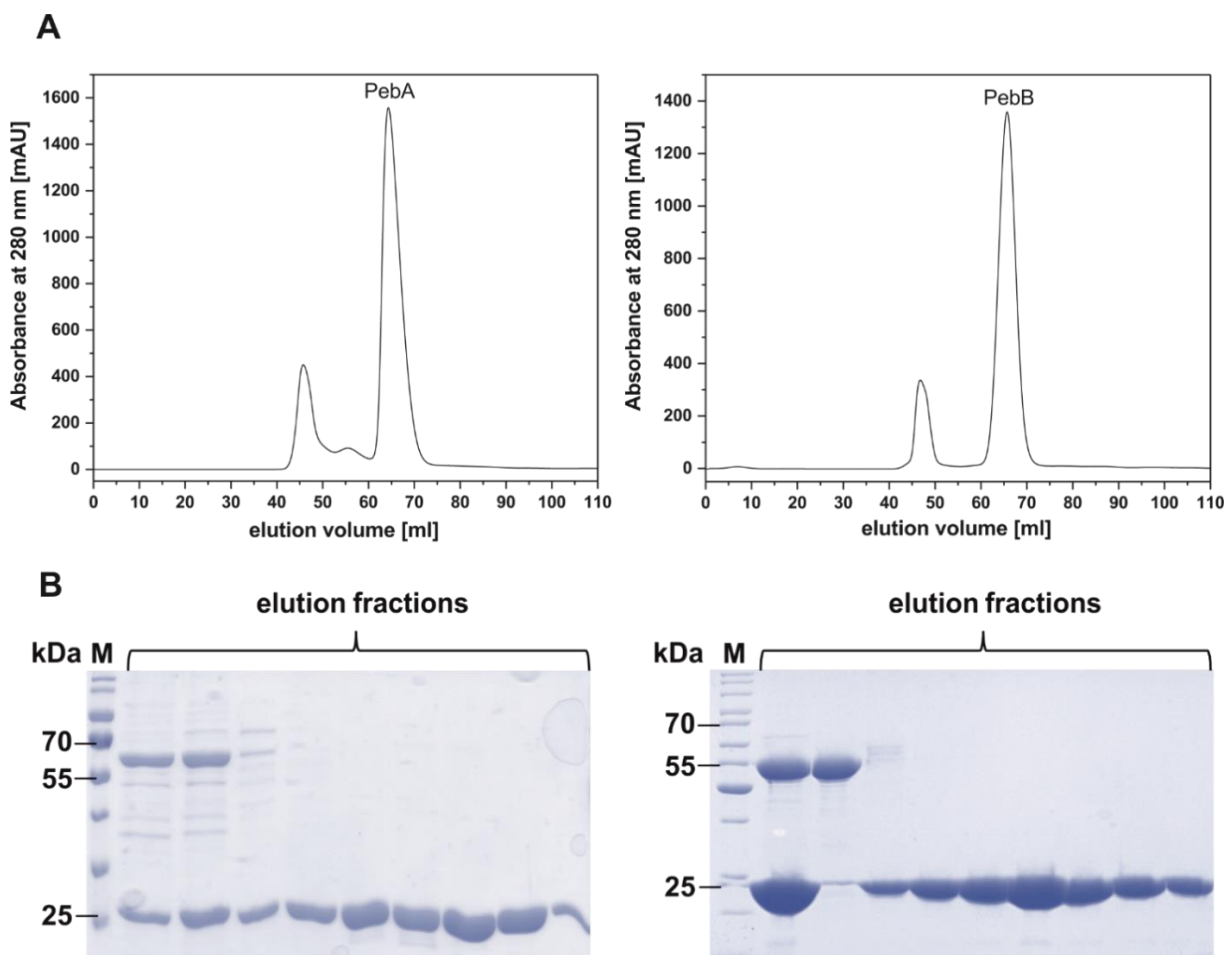 A
PebA
Absorbance at 280 nm [mAU]
1600
1400
1200
1000
800
600
400
200
0
0 10 20 30 40 50 60 70 80 90 100 110
elution volume [ml]
PebB
Absorbance at 280 nm [mAU]
1400
1200
1000
800
600
400
200
0
0 10 20 30 40 50 60 70 80 90 100 110
elution volume [ml]
B
elution fractions
kDa M
70
55
25
elution fractions
kDa M
70
55
25